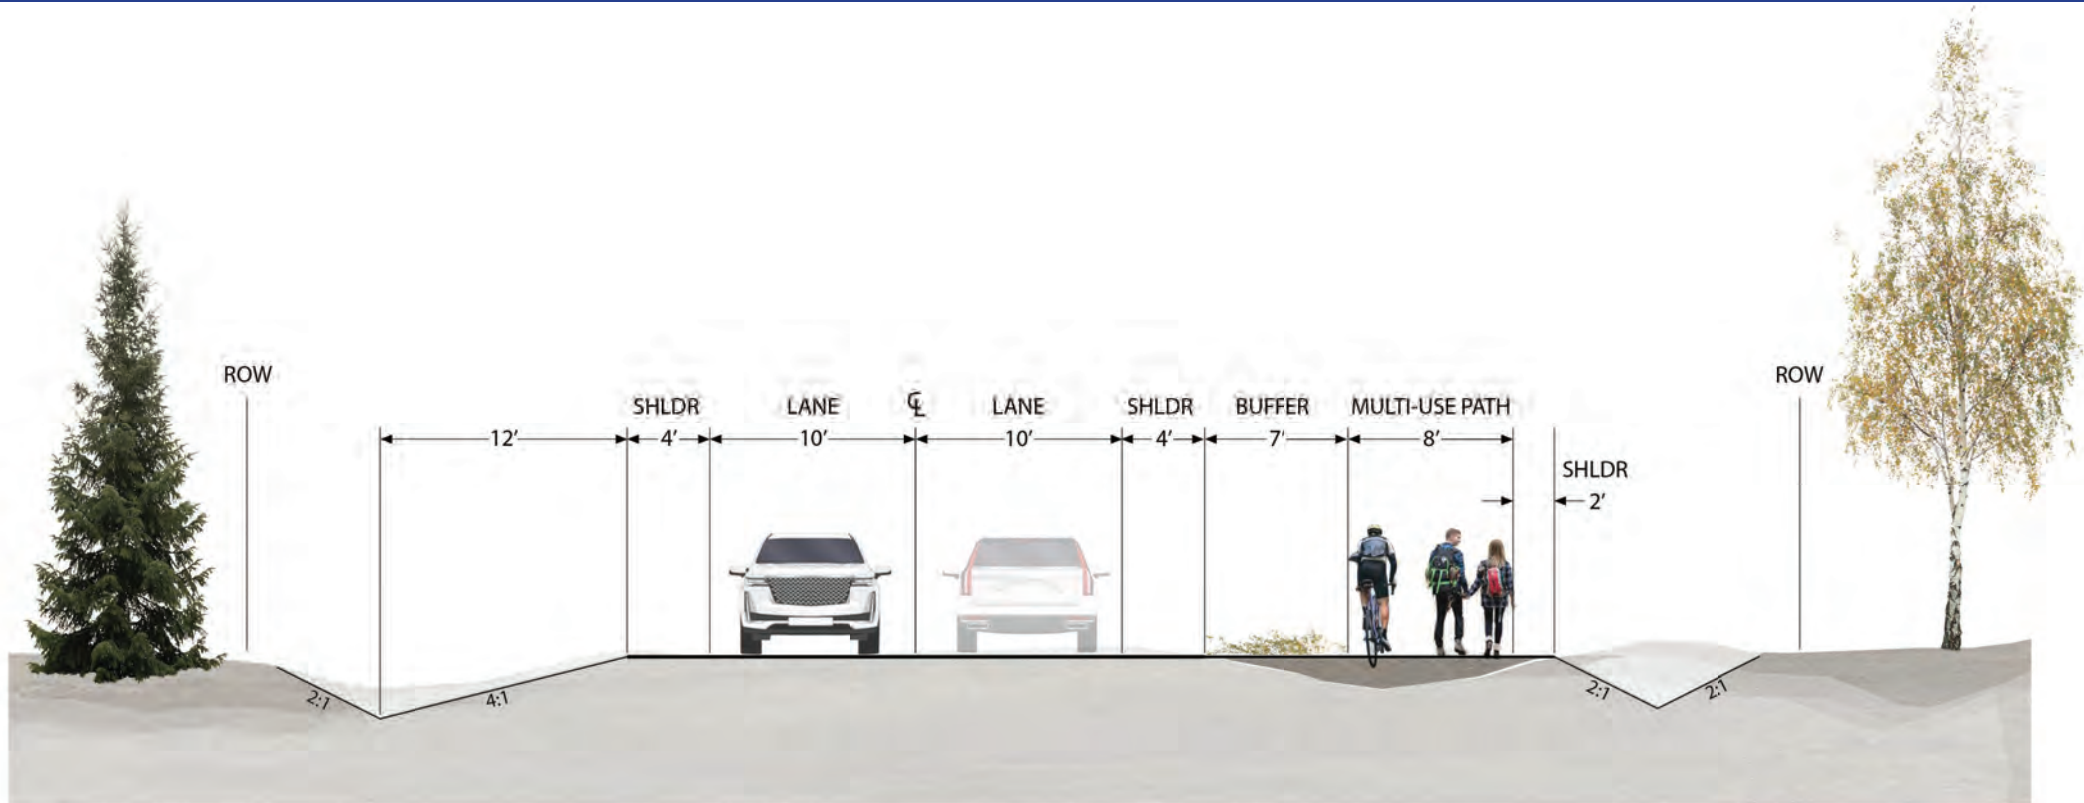 ROW
ROW
SHLDR LANE ℄ LANE SHLDR BUFFER MULTI-USE PATH
12’ 4’ 10’ 10’ 4’ 7’ 8’
SHLDR
2’
2:1 4:1 2:1 2:1